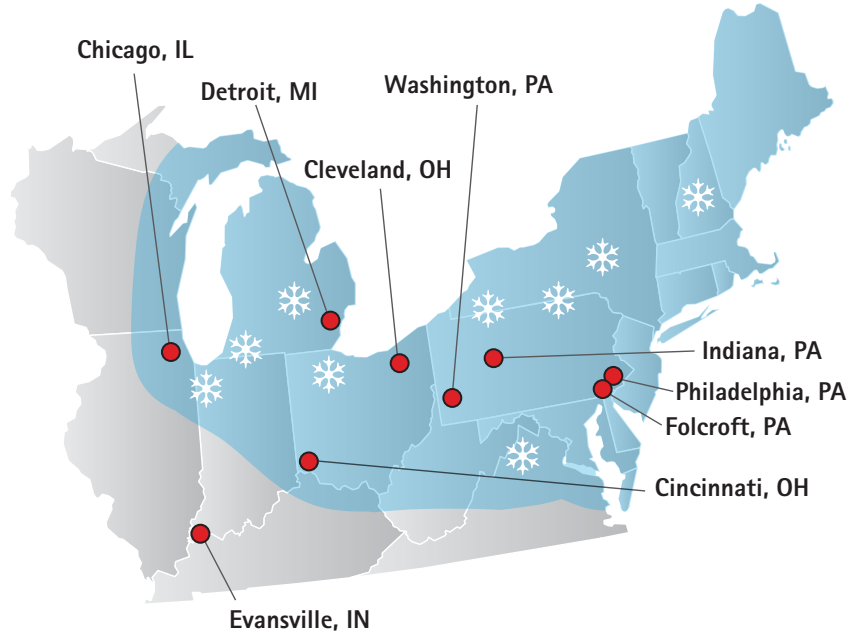 Chicago, IL
Detroit, MI
Washington, PA
Cleveland, OH
Indiana, PA
Philadelphia, PA
Folcroft, PA
Cincinnati, OH
Evansville, IN